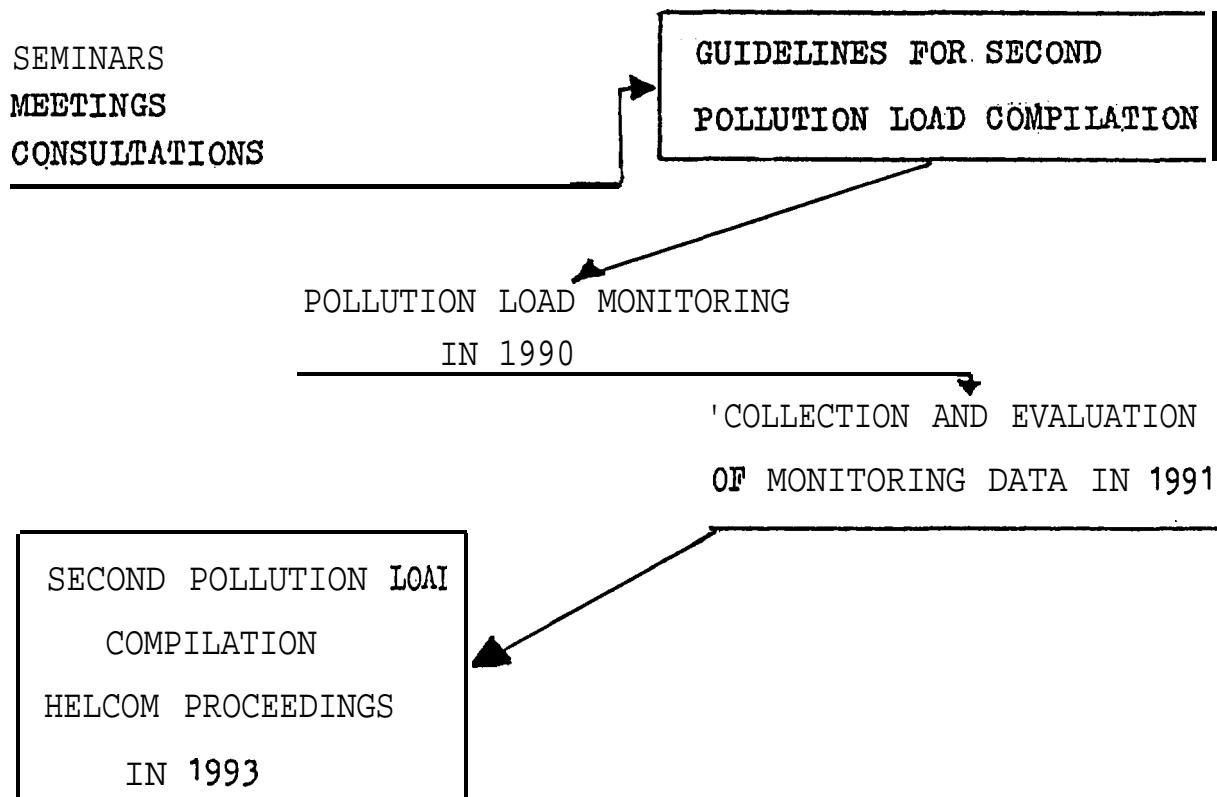 SEMINARS
MEETINGS
CONSULTATIONS
GUIDELINES FOR SECOND
POLLUTION LOAD COMPILATION
POLLUTION LOAD MONITORING
IN 1990
'COLLECTION AND EVALUATION
OF MONITORING DATA IN 1991
SECOND POLLUTION LOAI
COMPILATION
HELCOM PROCEEDINGS
IN 1993